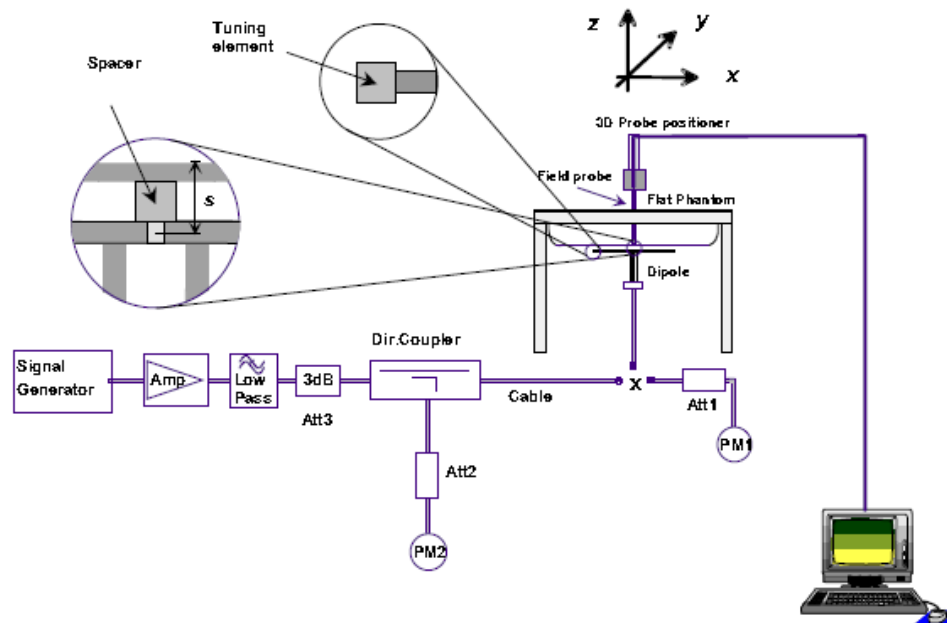 Tuning
element
Spacer
s
z
y
x
3D Probe positioner
Field probe
Flat Phantom
Dipole
Signal
Generator
Amp
Low
Pass
3dB
Att3
Dir.Coupler
Cable
x
Att1
PM1
Att2
PM2